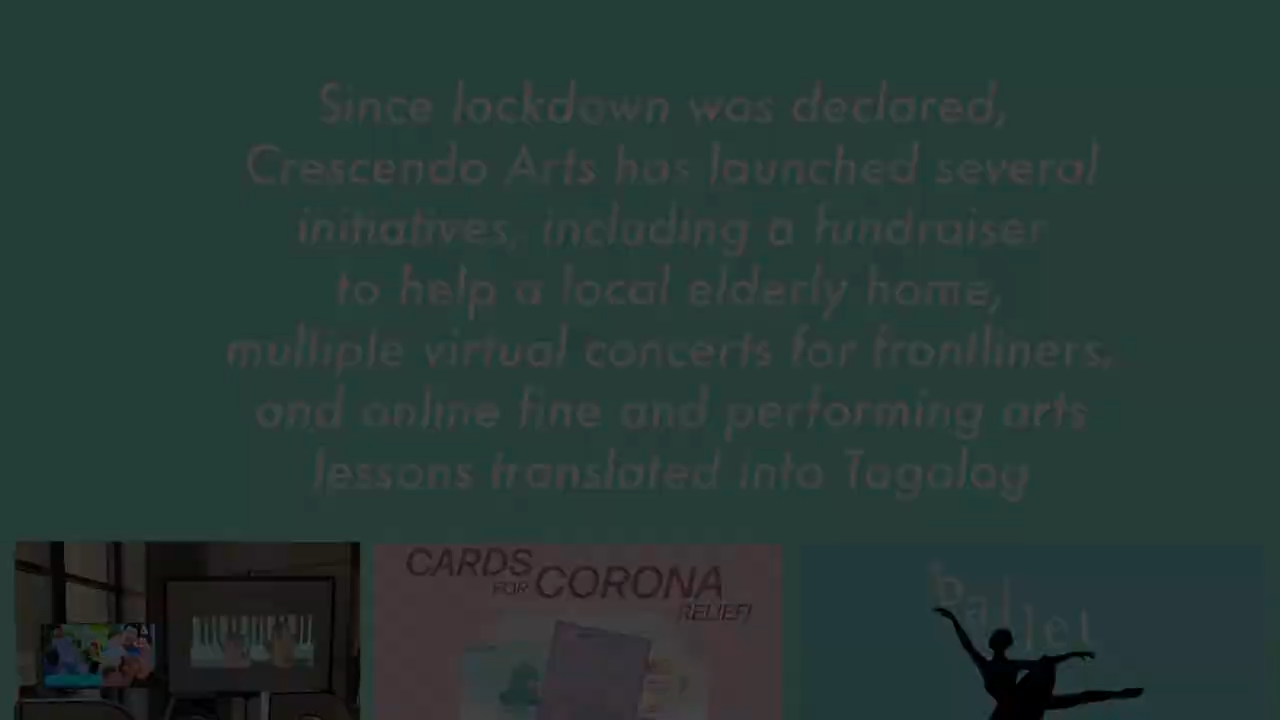 Since lockdown was declared,
Crescendo Arts has launched several
initiatives, including a fundraiser
to help a local elderly home,
multiple virtual concerts for frontliners,
and online fine and performing arts
lessons translated into Tagalog
CARDS
FOR CORONA
RELIEF!
ballet